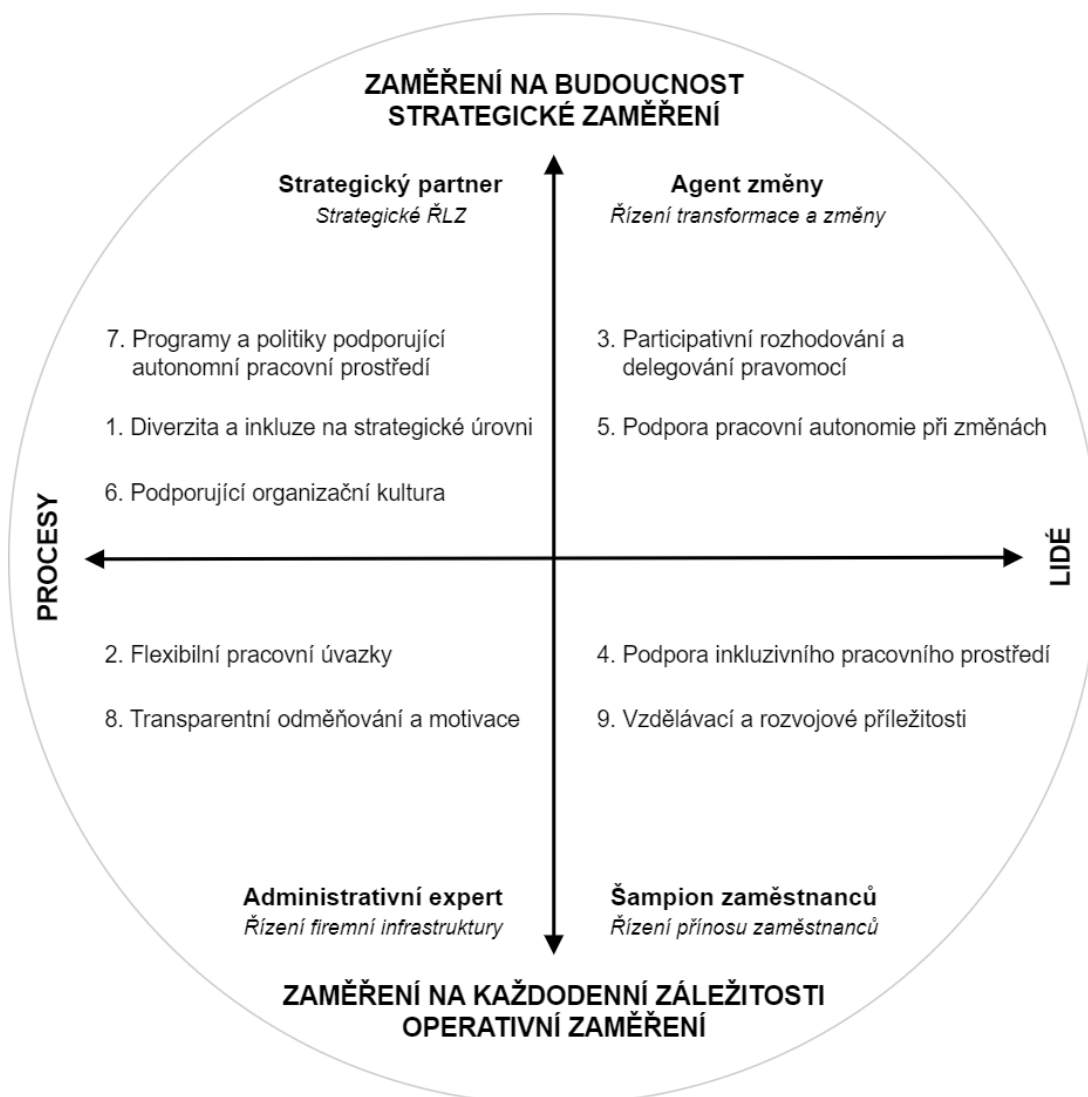 ZAMĚŘENÍ NA BUDOUCNOST
STRATEGICKÉ ZAMĚŘENÍ
Strategický partner
Strategické ŘLZ
Agent změny
Řízení transformace a změny
7. Programy a politiky podporující
autonomní pracovní prostředí
1. Diverzita a inkluze na strategické úrovni
6. Podporující organizační kultura
3. Participativní rozhodování a
delegování pravomocí
5. Podpora pracovní autonomie při změnách
PROCESY
LIDÉ
2. Flexibilní pracovní úvazky
8. Transparentní odměňování a motivace
4. Podpora inkluzivního pracovního prostředí
9. Vzdělávací a rozvojové příležitosti
Administrativní expert
Řízení firemní infrastruktury
Šampion zaměstnanců
Řízení přínosu zaměstnanců
ZAMĚŘENÍ NA KAŽDODENNÍ ZÁLEŽITOSTI
OPERATIVNÍ ZAMĚŘENÍ